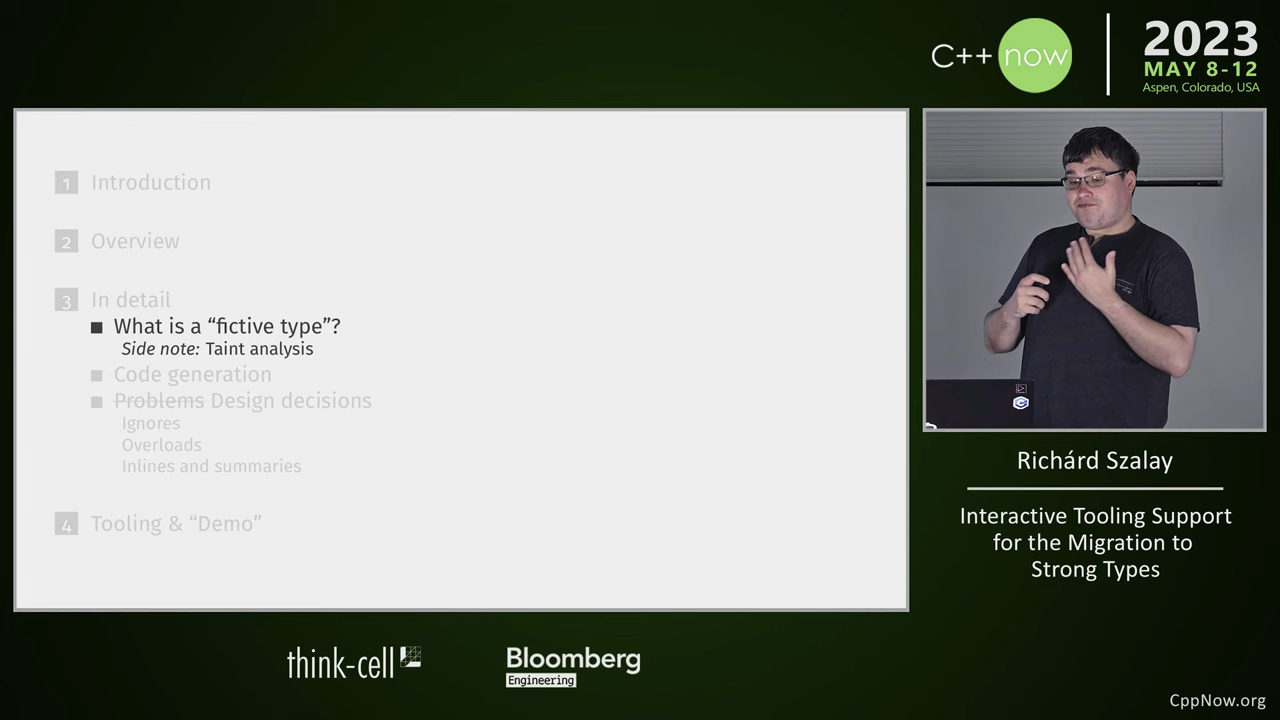 C++ now
2023
MAY 8-12
Aspen, Colorado, USA
1 Introduction
2 Overview
3 In detail
What is a “fictive type”?
Side note: Taint analysis
Code generation
Problems Design decisions
Ignores
Overloads
Inlines and summaries
4 Tooling & “Demo”
Richárd Szalay
Interactive Tooling Support
for the Migration to
Strong Types
think-cell
Bloomberg
Engineering
CppNow.org